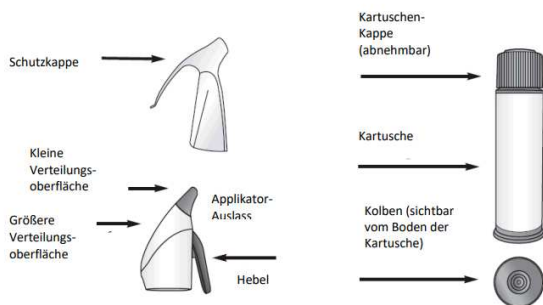 Schutzkappe
Kleine
Verteilungs-
oberfläche
Größere
Verteilungs-
oberfläche
Applikator-
Auslass
Hebel
Kartuschen-
Kappe
(abnehmbar)
Kartusche
Kolben (sichtbar
vom Boden der
Kartusche)